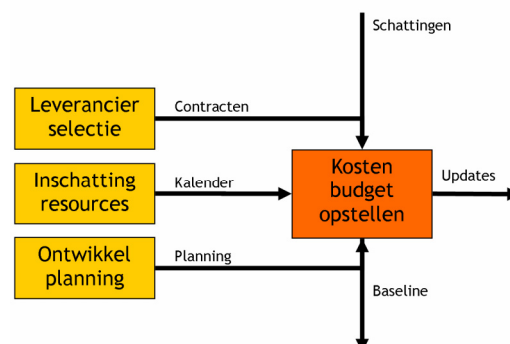 Schattingen
Leverancier
selectie
Contracten
Inschatting
resources
Kalender
Kosten
budget
opstellen
Updates
Ontwikkel
planning
Planning
Baseline